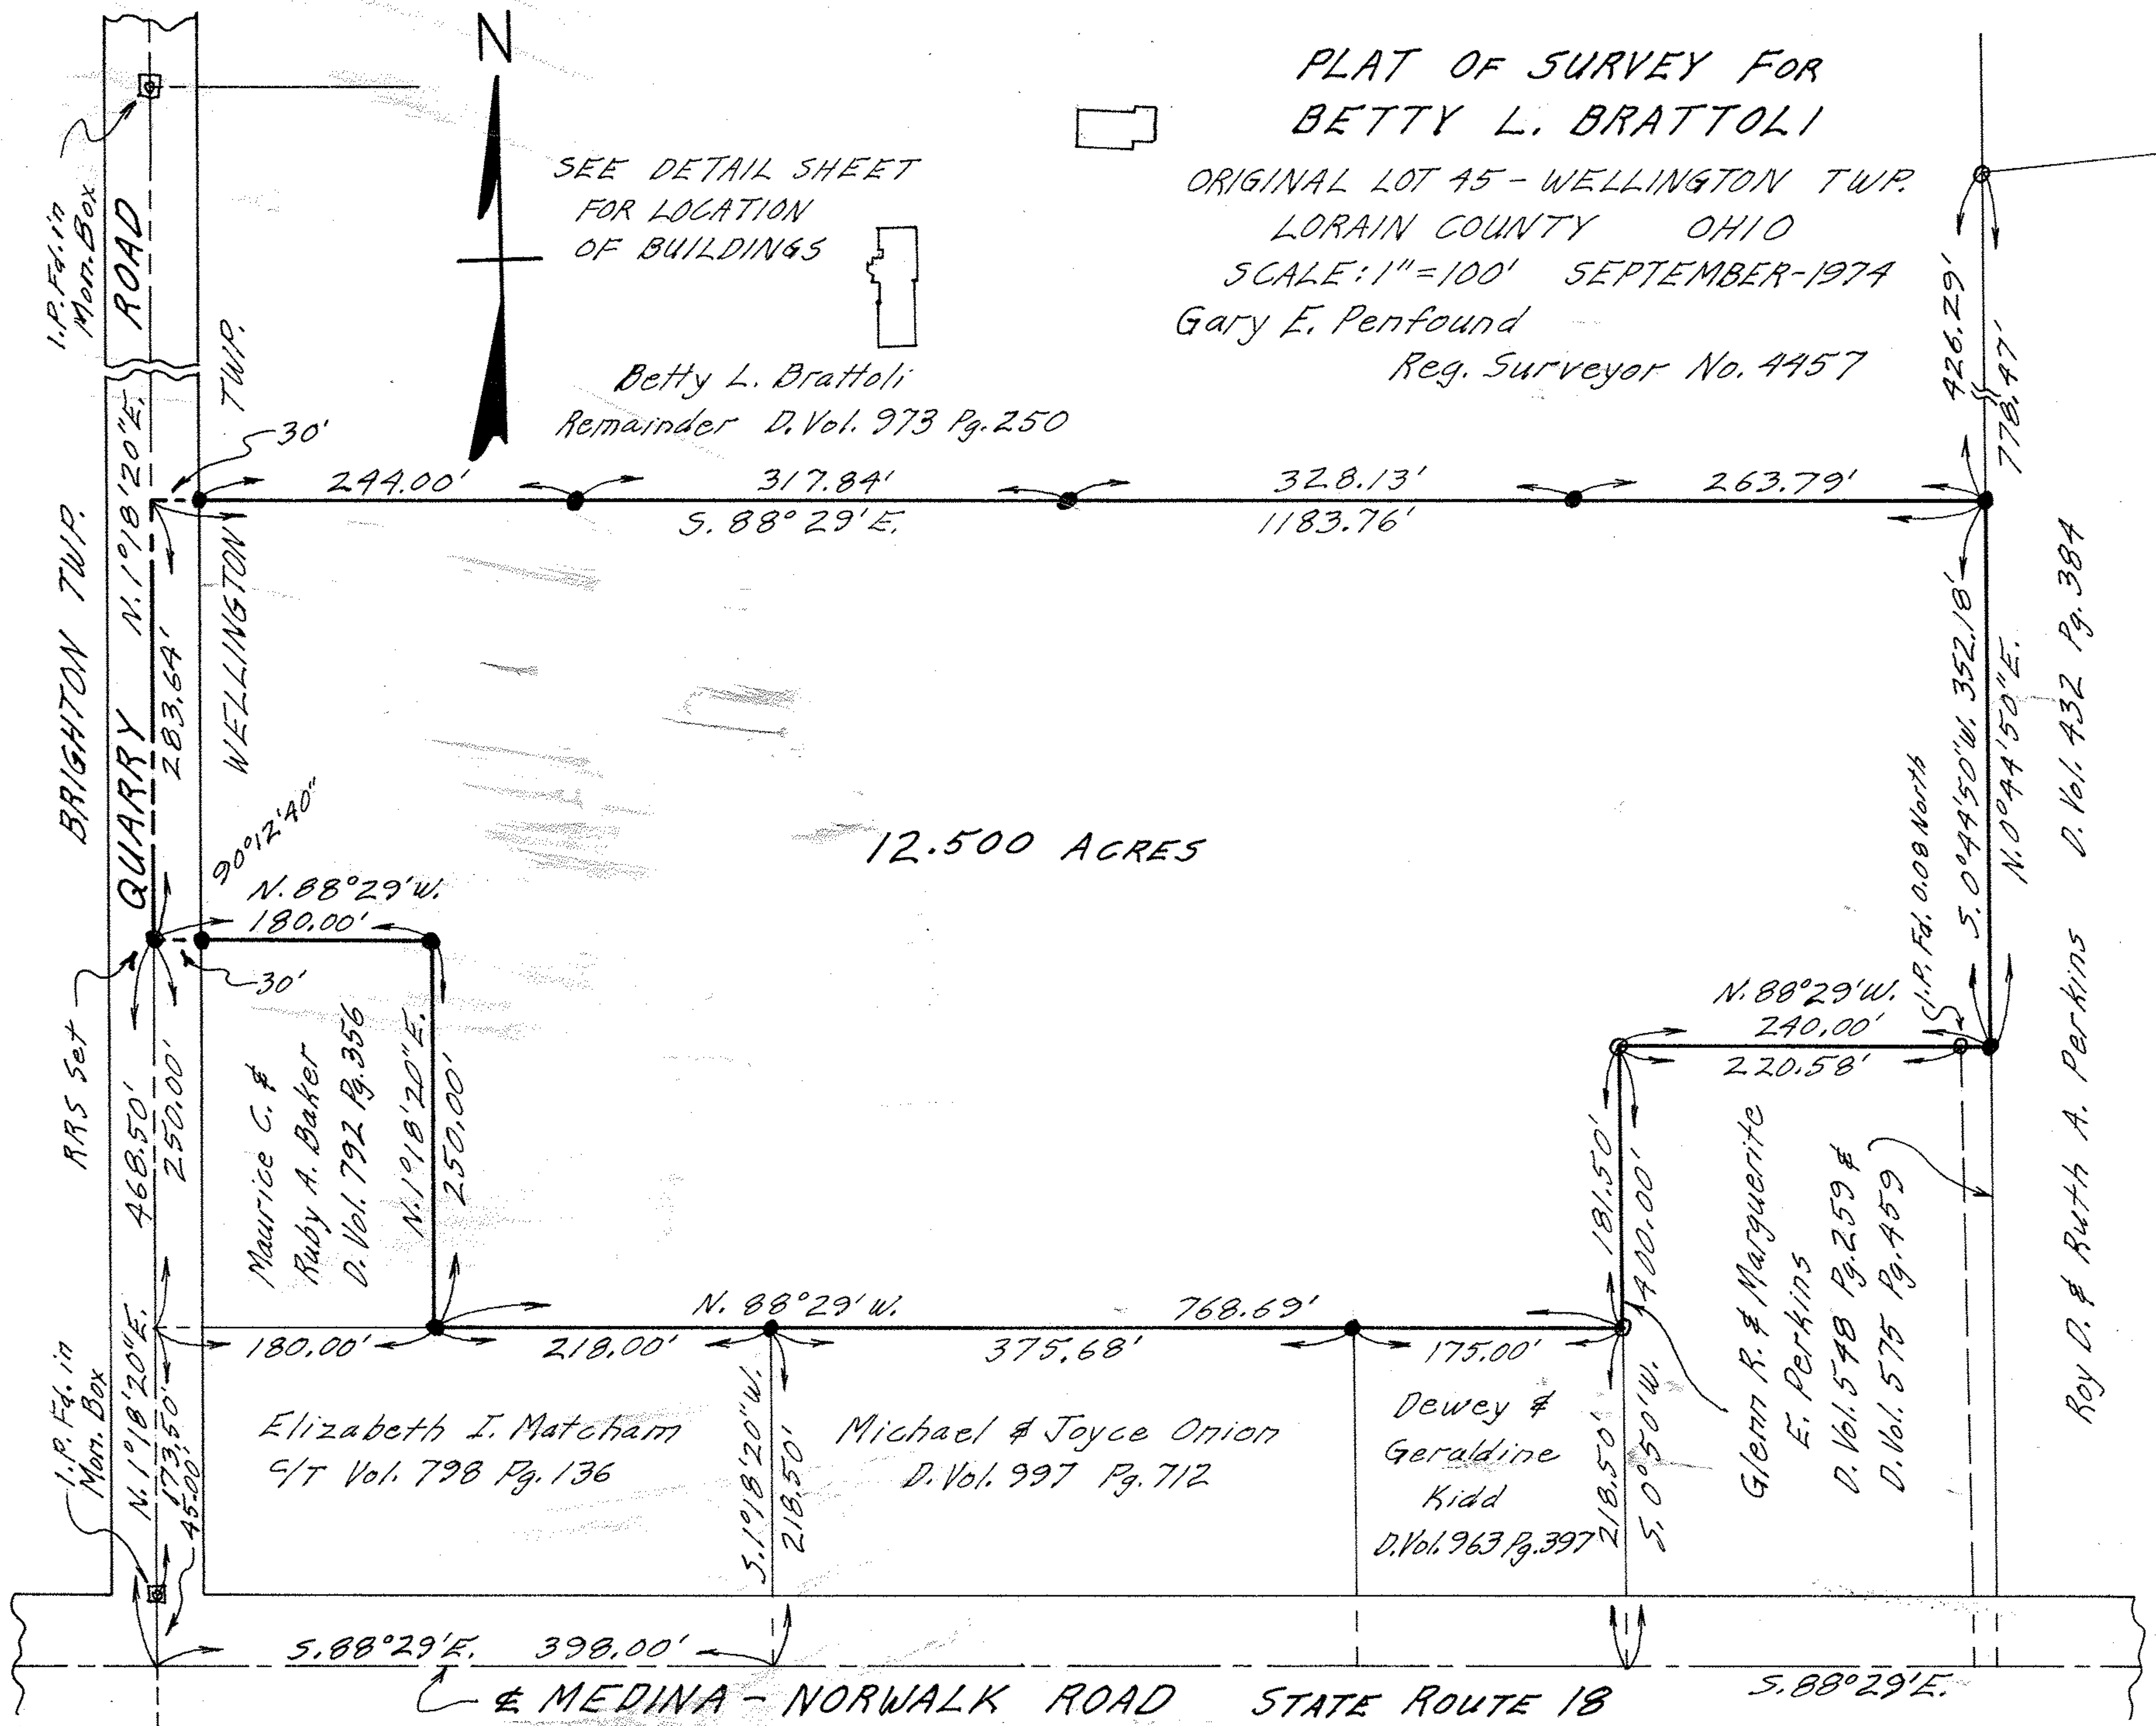 N
PLAT OF SURVEY FOR
BETTY L. BRATTOLI
ORIGINAL LOT 45 - WELLINGTON TWP.
LORAIN COUNTY OHIO
SCALE: 1" = 100' SEPTEMBER-1974
Gary E. Penfound
Reg. Surveyor No. 4457
SEE DETAIL SHEET
FOR LOCATION
OF BUILDINGS
Betty L. Brattoli
Remainder D. Vol. 973 Pg. 250
I.P. Fd. in
Mon. Box
QUARRY ROAD
BRIGHTON TWP.
WELLINGTON TWP.
N. 1°18'20"E.
283.64'
30'
244.00'
317.84'
328.13'
263.79'
S. 88°29'E.
1183.76'
426.29'
778.47'
S. 0°44'50"W. 352.18'
N. 0°44'50"E.
Roy D. & Ruth A. Perkins D. Vol. 432 Pg. 384
12.500 ACRES
90°12'40"
N. 88°29'W.
180.00'
30'
RRS Set
N. 1°18'20"E. 468.50'
250.00'
Maurice C. &
Ruby A. Baker
D. Vol. 792 Pg. 356
N. 1°18'20"E.
250.00'
I.P. Fd. 0.08 North
N. 88°29'W.
240.00'
220.58'
181.50'
400.00'
S. 0°50'W.
218.50'
Glenn R. & Marguerite
E. Perkins
D. Vol. 548 Pg. 259 &
D. Vol. 575 Pg. 459
N. 88°29'W. 768.69'
180.00'
218.00'
375.68'
175.00'
I.P. Fd. in
Mon. Box
173.50'
45.00'
Elizabeth I. Matcham
C/T Vol. 798 Pg. 136
S. 1°18'20"W.
218.50'
Michael & Joyce Onion
D. Vol. 997 Pg. 712
Dewey &
Geraldine
Kidd
D. Vol. 963 Pg. 397
S. 88°29'E. 398.00'
S. 88°29'E.
℄ MEDINA - NORWALK ROAD STATE ROUTE 18